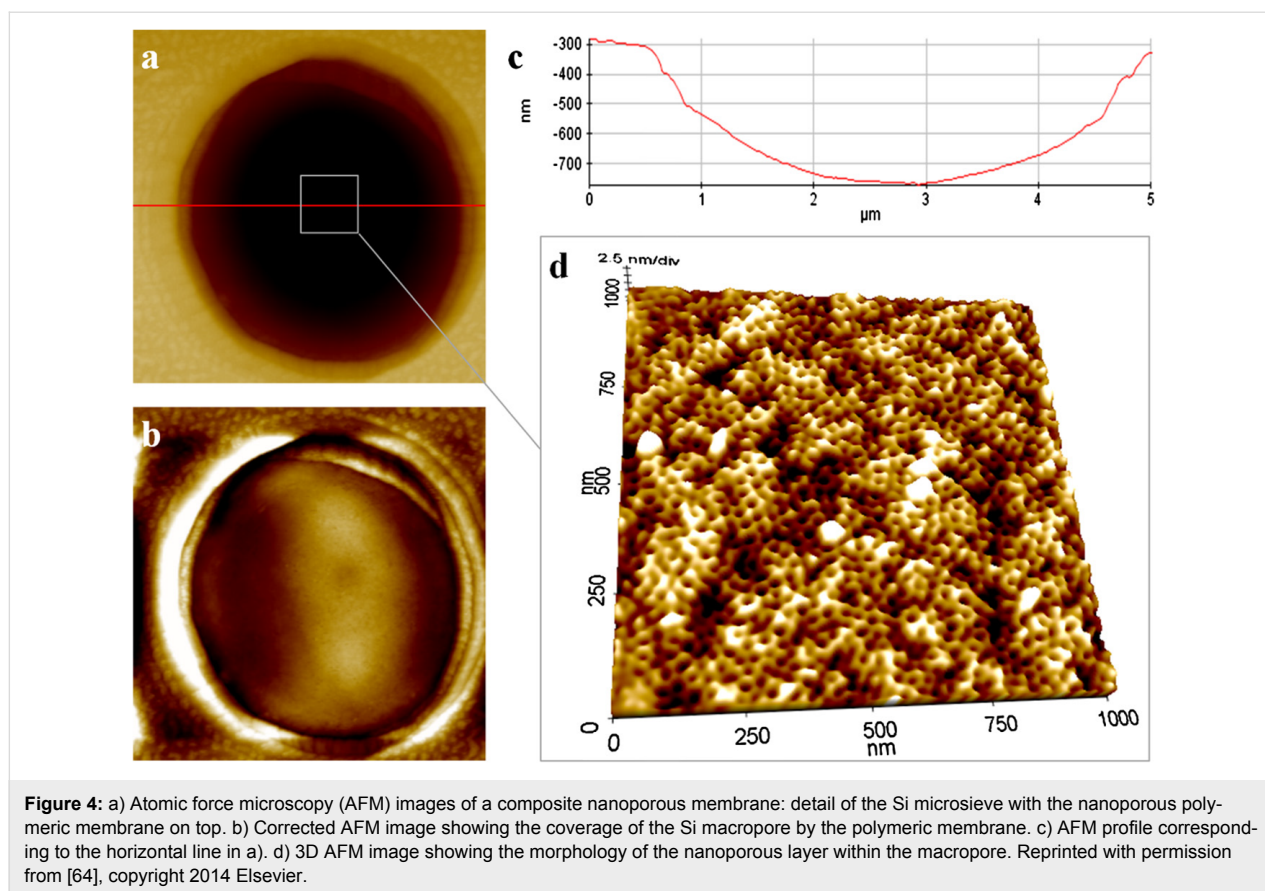 a
c
-300
-400
-500
-600
-700
nm
0
1
2
3
4
5
µm
b
d
2.5 nm/div
1000
750
500
nm
250
0
0
250
500
750
1000
nm
Figure 4: a) Atomic force microscopy (AFM) images of a composite nanoporous membrane: detail of the Si microsieve with the nanoporous poly-
meric membrane on top. b) Corrected AFM image showing the coverage of the Si macropore by the polymeric membrane. c) AFM profile correspond-
ing to the horizontal line in a). d) 3D AFM image showing the morphology of the nanoporous layer within the macropore. Reprinted with permission
from [64], copyright 2014 Elsevier.